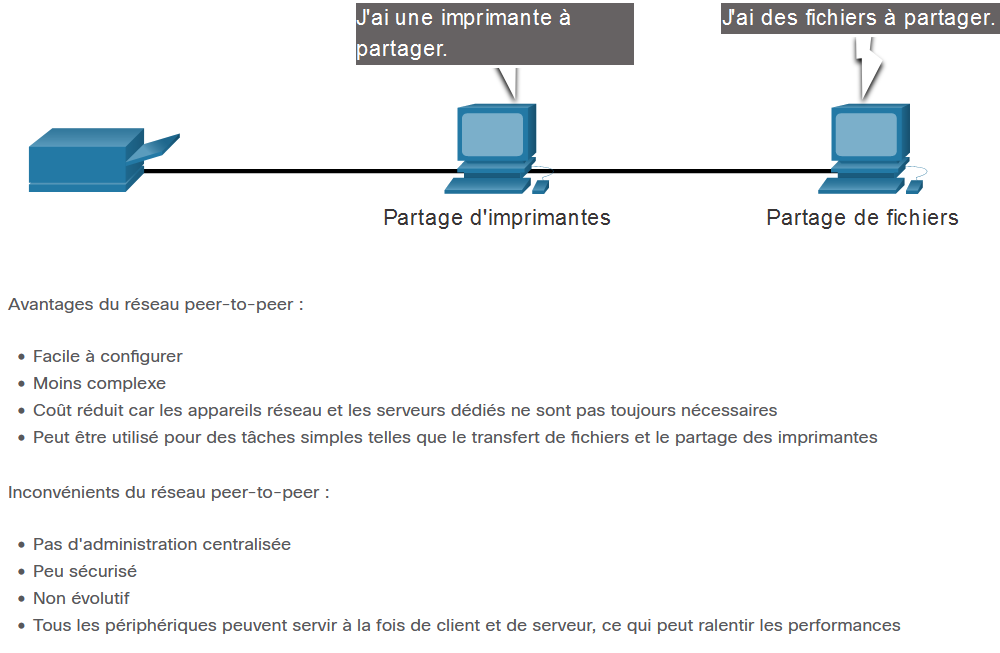 J'ai une imprimante à
partager.
J'ai des fichiers à partager.
Partage d'imprimantes
Partage de fichiers
Avantages du réseau peer-to-peer :
• Facile à configurer
• Moins complexe
• Coût réduit car les appareils réseau et les serveurs dédiés ne sont pas toujours nécessaires
• Peut être utilisé pour des tâches simples telles que le transfert de fichiers et le partage des imprimantes
Inconvénients du réseau peer-to-peer :
• Pas d'administration centralisée
• Peu sécurisé
• Non évolutif
• Tous les périphériques peuvent servir à la fois de client et de serveur, ce qui peut ralentir les performances